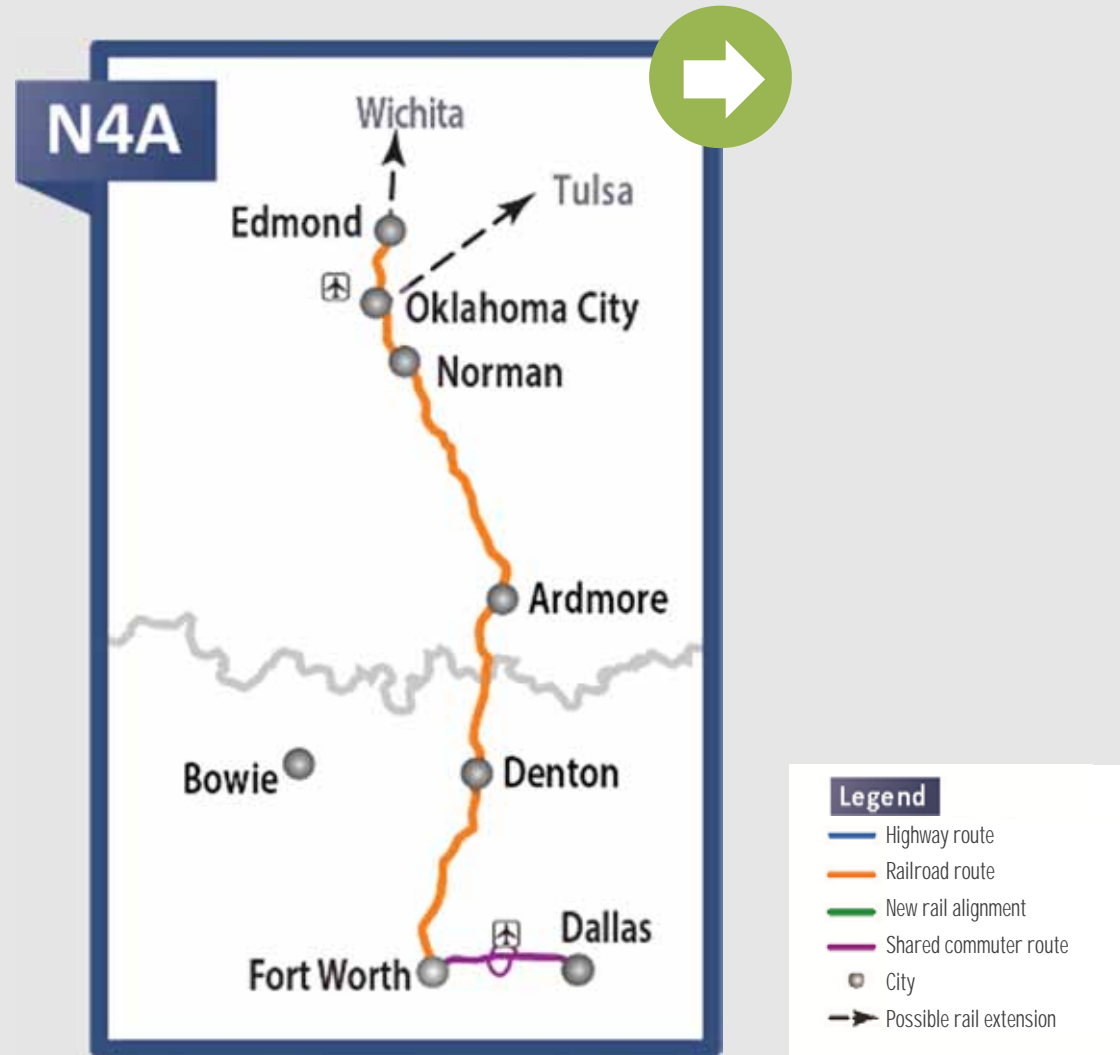 N4A
Wichita
Tulsa
Edmond
Oklahoma City
Norman
Ardmore
Bowie
Denton
Dallas
Fort Worth
Legend
Highway route
Railroad route
New rail alignment
Shared commuter route
City
Possible rail extension